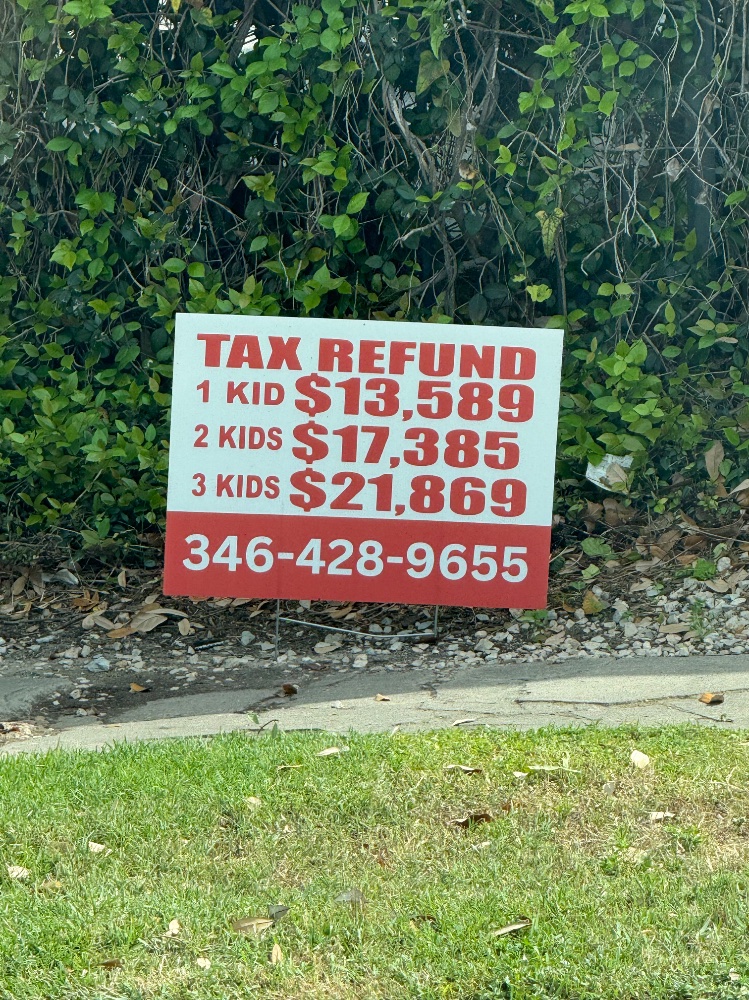 TAX REFUND
1 KID $13,589
2 KIDS $17,385
3 KIDS $21,869
346-428-9655